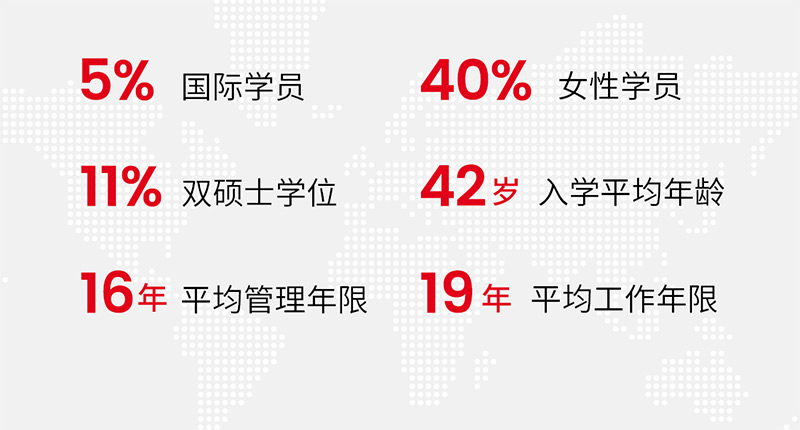 5% 国际学员
40% 女性学员
11% 双硕士学位
42岁 入学平均年龄
16年 平均管理年限
19年 平均工作年限